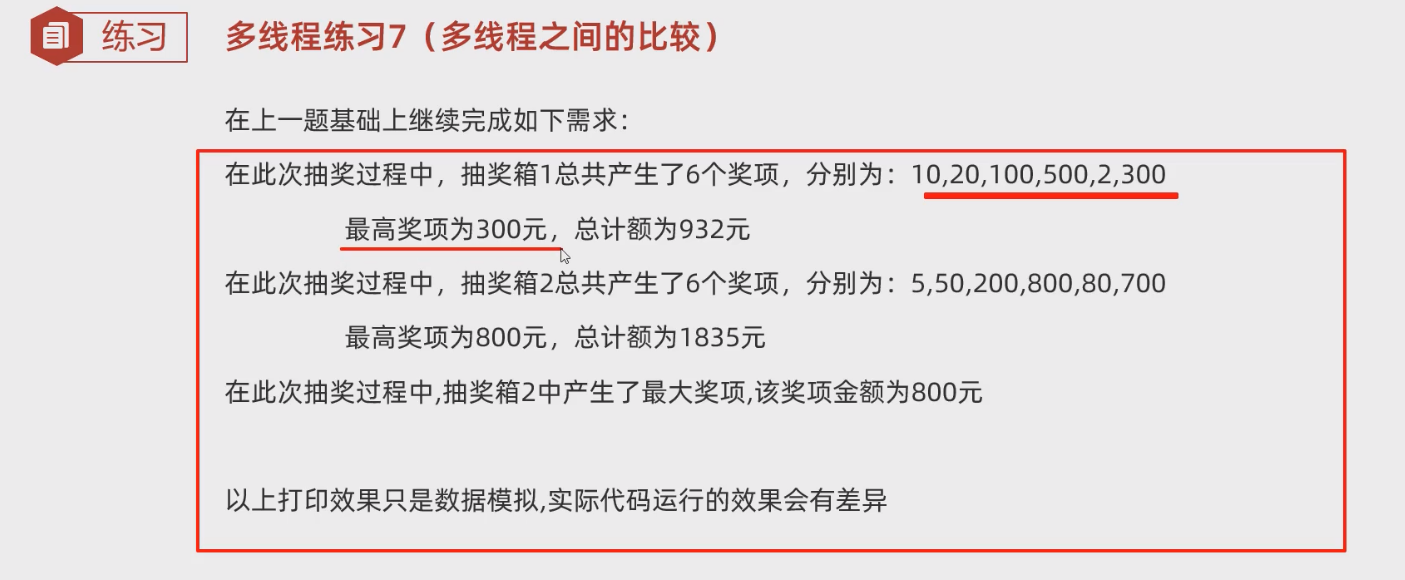 练习
多线程练习7（多线程之间的比较）
在上一题基础上继续完成如下需求：
在此次抽奖过程中，抽奖箱1总共产生了6个奖项，分别为：10,20,100,500,2,300
最高奖项为300元，总计额为932元
在此次抽奖过程中，抽奖箱2总共产生了6个奖项，分别为：5,50,200,800,80,700
最高奖项为800元，总计额为1835元
在此次抽奖过程中,抽奖箱2中产生了最大奖项,该奖项金额为800元
以上打印效果只是数据模拟,实际代码运行的效果会有差异